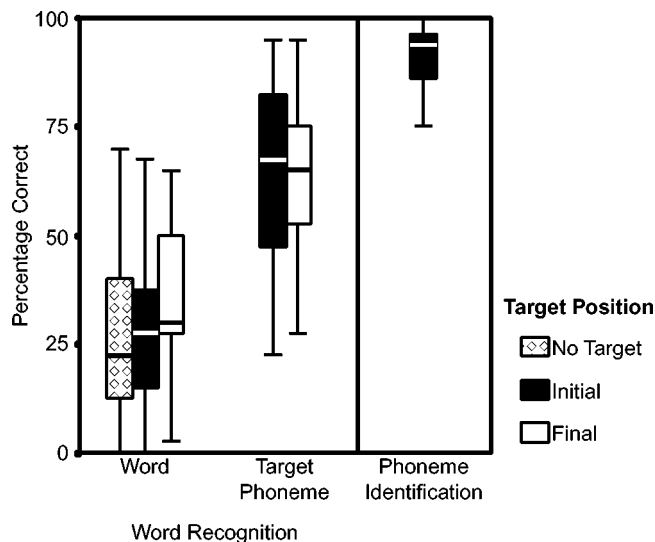 Percentage Correct
100
75
50
25
0
Word
Target
Phoneme
Phoneme
Identification
Word Recognition
Target Position
No Target
Initial
Final